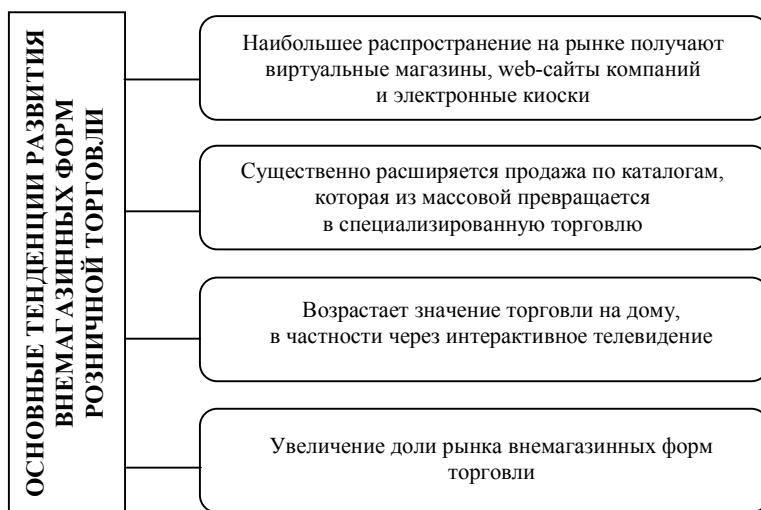 ОСНОВНЫЕ ТЕНДЕНЦИИ РАЗВИТИЯ
ВНЕМАГАЗИННЫХ ФОРМ
РОЗНИЧНОЙ ТОРГОВЛИ
Наибольшее распространение на рынке получают
виртуальные магазины, web-сайты компаний
и электронные киоски
Существенно расширяется продажа по каталогам,
которая из массовой превращается
в специализированную торговлю
Возрастает значение торговли на дому,
в частности через интерактивное телевидение
Увеличение доли рынка внемагазинных форм
торговли